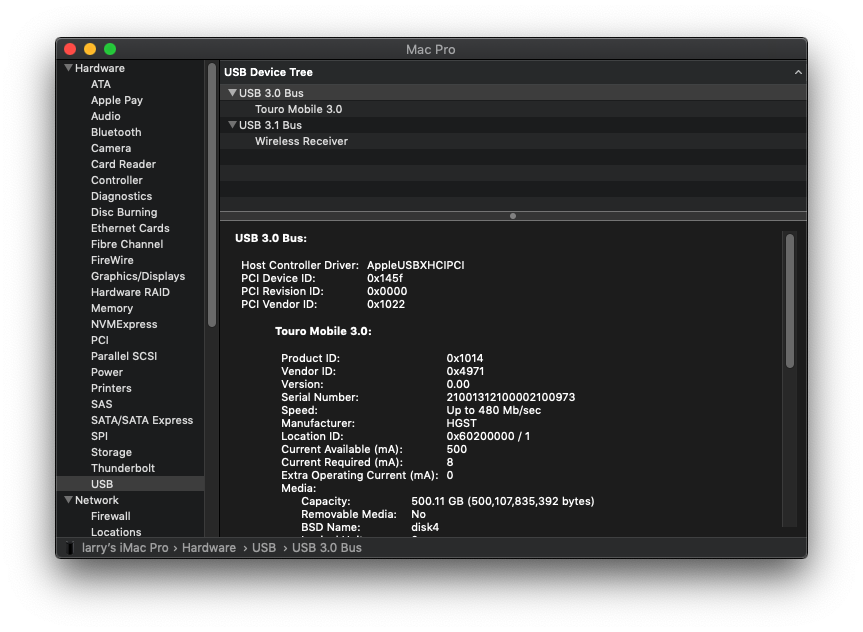 Mac Pro
Hardware
ATA
Apple Pay
Audio
Bluetooth
Camera
Card Reader
Controller
Diagnostics
Disc Burning
Ethernet Cards
Fibre Channel
FireWire
Graphics/Displays
Hardware RAID
Memory
NVMExpress
PCI
Parallel SCSI
Power
Printers
SAS
SATA/SATA Express
SPI
Storage
Thunderbolt
USB
Network
Firewall
Locations
USB Device Tree
USB 3.0 Bus
Touro Mobile 3.0
USB 3.1 Bus
Wireless Receiver
USB 3.0 Bus:
Host Controller Driver: AppleUSBXHCIPCI
PCI Device ID: 0x145f
PCI Revision ID: 0x0000
PCI Vendor ID: 0x1022
Touro Mobile 3.0:
Product ID: 0x1014
Vendor ID: 0x4971
Version: 0.00
Serial Number: 21001312100002100973
Speed: Up to 480 Mb/sec
Manufacturer: HGST
Location ID: 0x60200000 / 1
Current Available (mA): 500
Current Required (mA): 8
Extra Operating Current (mA): 0
Media:
Capacity: 500.11 GB (500,107,835,392 bytes)
Removable Media: No
BSD Name: disk4
larry's iMac Pro › Hardware › USB › USB 3.0 Bus